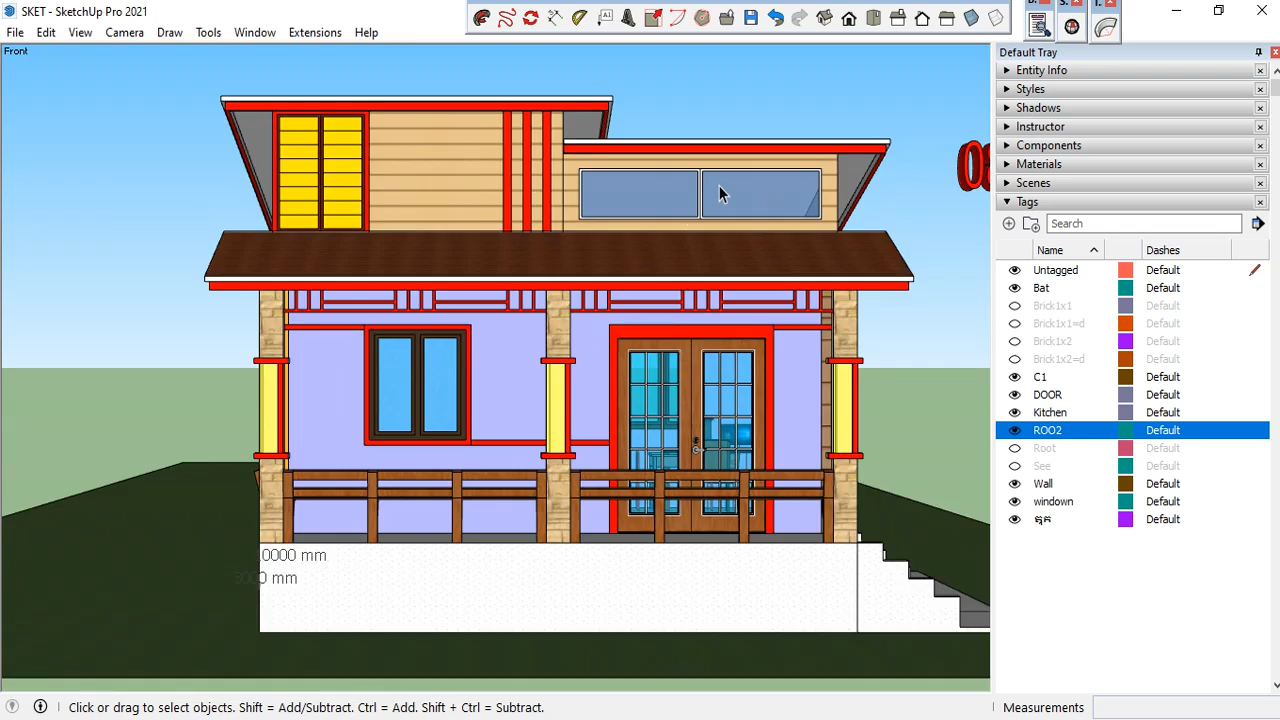 SKET - SketchUp Pro 2021
File Edit View Camera Draw Tools Window Extensions Help
Front
Default Tray
Entity Info
Styles
Shadows
Instructor
Components
Materials
Scenes
Tags
Search
Name Dashes
Untagged Default
Bat Default
Brick1x1 Default
Brick1x1=d Default
Brick1x2 Default
Brick1x2=d Default
C1 Default
DOOR Default
Kitchen Default
ROO2 Default
Root Default
See Default
Wall Default
windown Default
Default
0000 mm
3000 mm
Click or drag to select objects. Shift = Add/Subtract. Ctrl = Add. Shift + Ctrl = Subtract.
Measurements